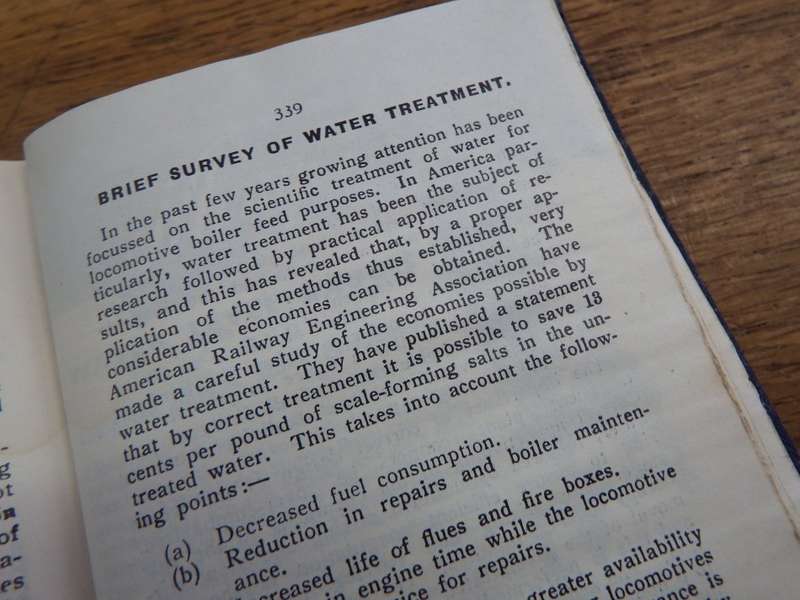 339
BRIEF SURVEY OF WATER TREATMENT.
In the past few years growing attention has been
focussed on the scientific treatment of water for
locomotive boiler feed purposes. In America par-
ticularly, water treatment has been the subject of
research followed by practical application of re-
sults, and this has revealed that, by a proper ap-
plication of the methods thus established, very
considerable economies can be obtained. The
American Railway Engineering Association have
made a careful study of the economies possible by
water treatment. They have published a statement
that by correct treatment it is possible to save 13
cents per pound of scale-forming salts in the un-
treated water. This takes into account the follow-
ing points:—
(a) Decreased fuel consumption.
(b) Reduction in repairs and boiler mainten-
ance.
life of flues and fire boxes.
in engine time while the locomotive
for repairs.
greater availability
locomotives
is